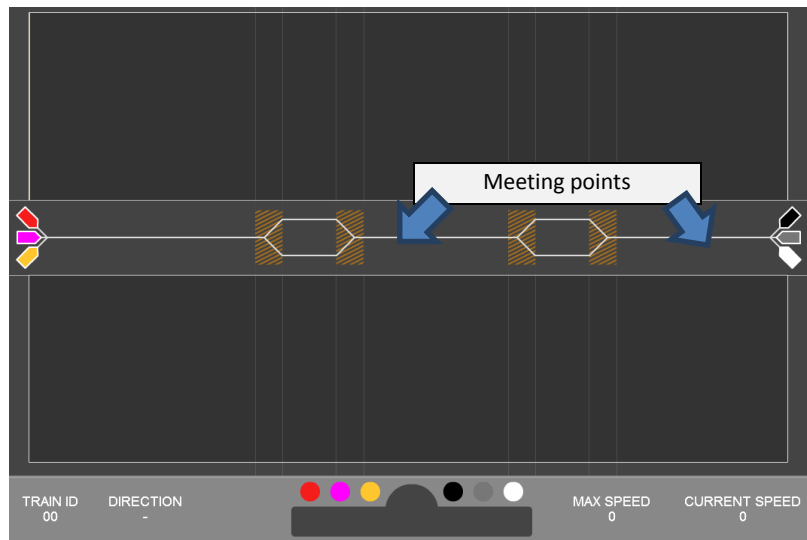 Meeting points
TRAIN ID
00
DIRECTION
-
MAX SPEED
0
CURRENT SPEED
0